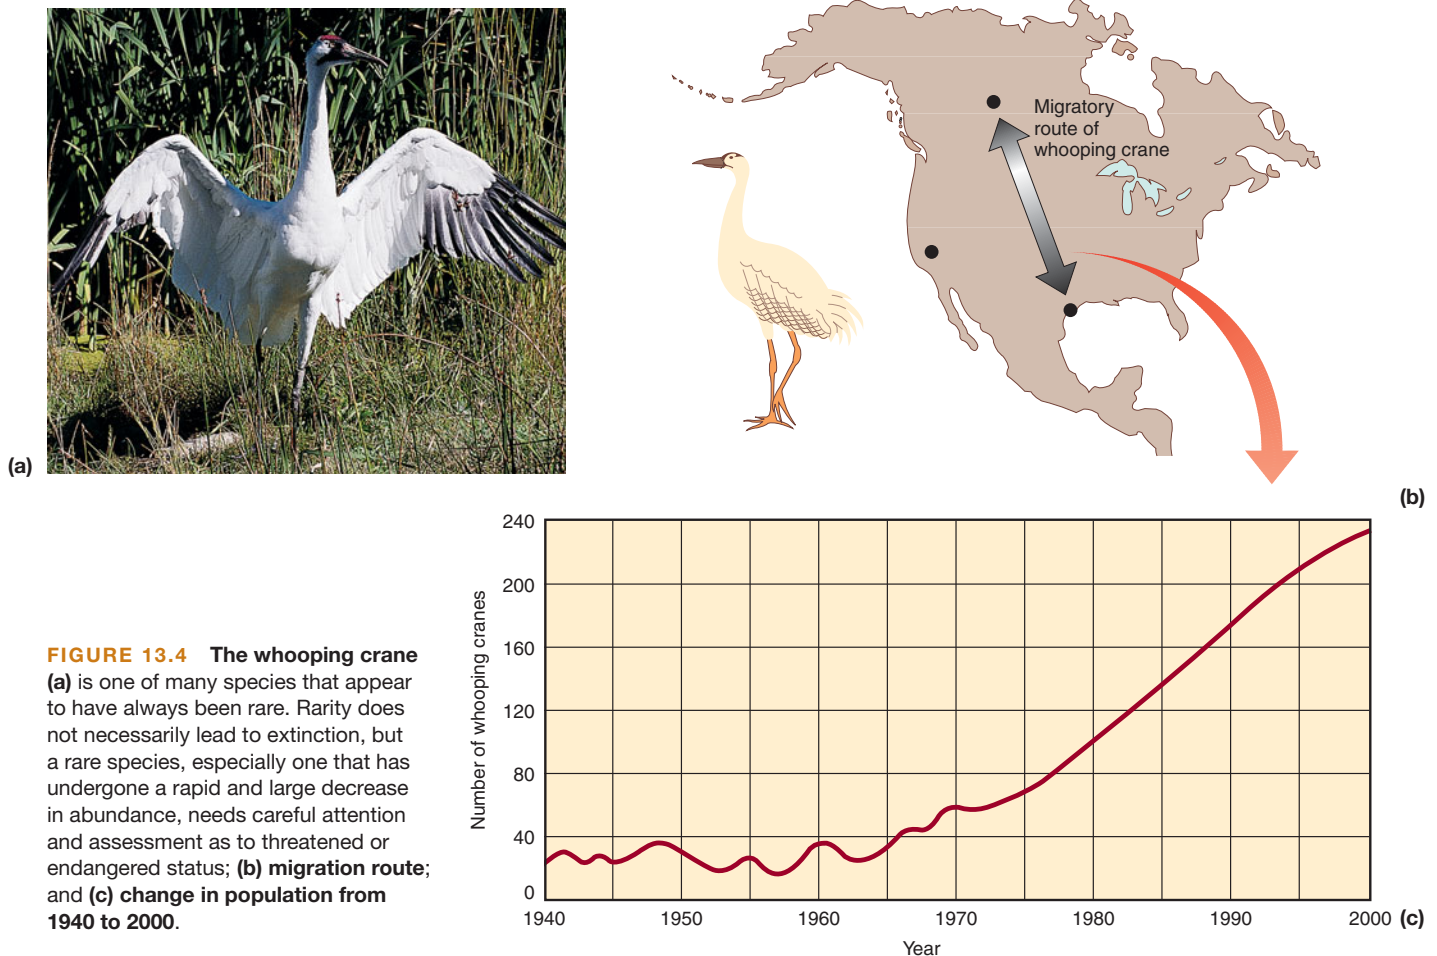 (a)
Migratory
route of
whooping crane
(b)
FIGURE 13.4 The whooping crane
(a) is one of many species that appear
to have always been rare. Rarity does
not necessarily lead to extinction, but
a rare species, especially one that has
undergone a rapid and large decrease
in abundance, needs careful attention
and assessment as to threatened or
endangered status; (b) migration route;
and (c) change in population from
1940 to 2000.
Number of whooping cranes
240
200
160
120
80
40
0
1940 1950 1960 1970 1980 1990 2000 (c)
Year